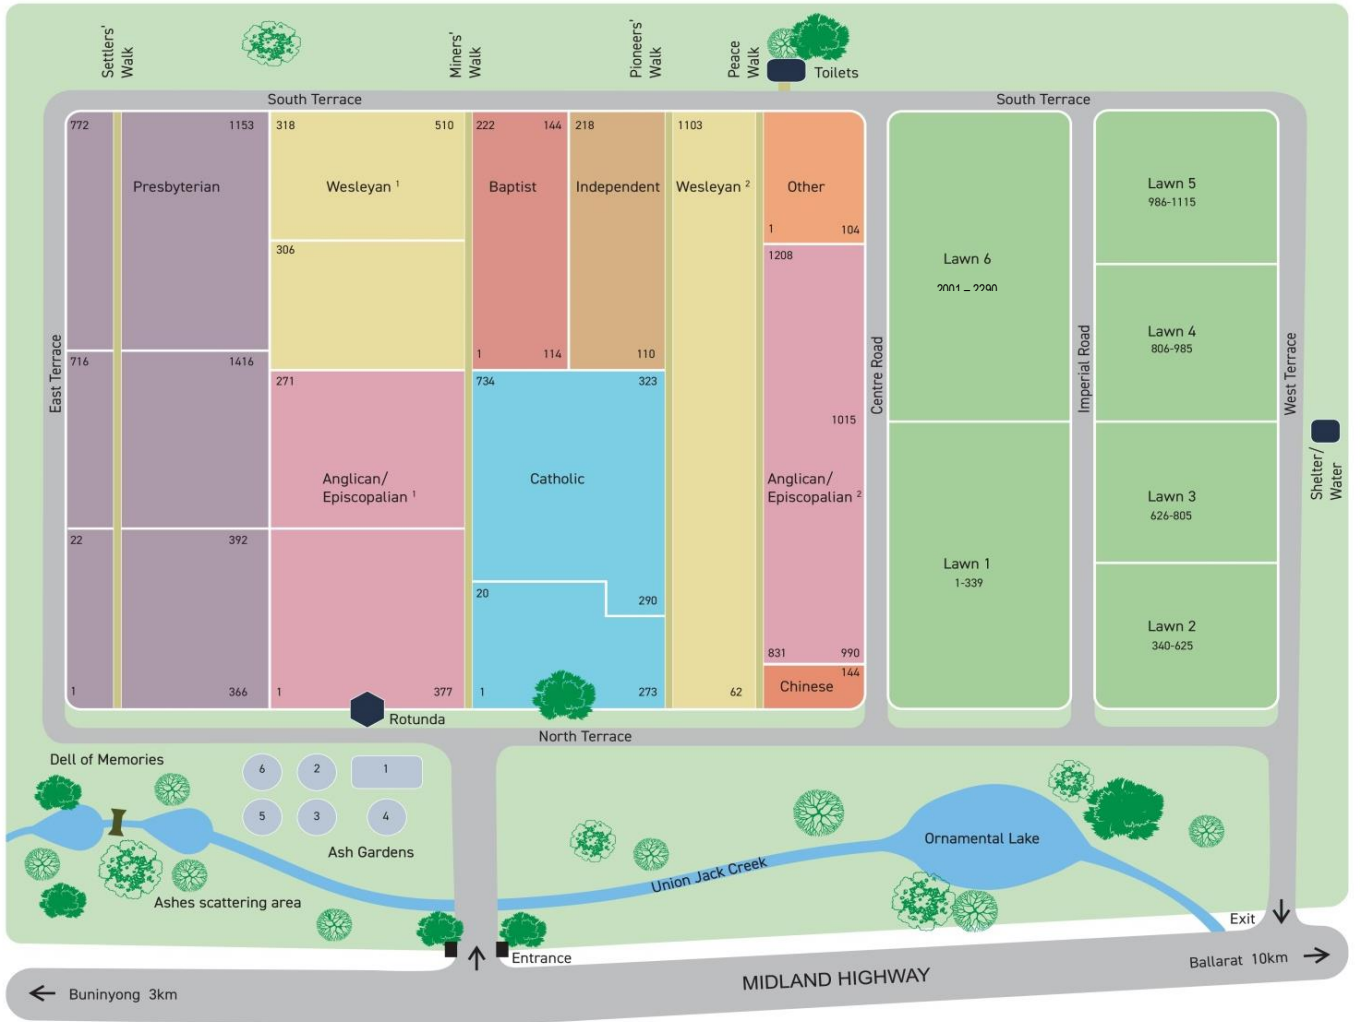 Settlers'
Walk
Miners'
Walk
Pioneers'
Walk
Peace
Walk
Toilets
South Terrace
South Terrace
772
1153
318
510
222
144
218
1103
Presbyterian
Wesleyan 1
Baptist
Independent
Wesleyan 2
Other
Lawn 5
986-1115
1
104
306
1208
Lawn 6
2001 – 2290
East Terrace
Centre Road
Imperial Road
West Terrace
1
114
110
Lawn 4
806-985
716
1416
271
734
323
1015
Shelter/
Water
Anglican/
Episcopalian 1
Catholic
Anglican/
Episcopalian 2
Lawn 3
626-805
22
392
Lawn 1
1-339
20
290
Lawn 2
340-625
831
990
144
Chinese
1
366
1
377
1
273
62
Rotunda
North Terrace
Dell of Memories
6
2
1
5
3
4
Ash Gardens
Ornamental Lake
Union Jack Creek
Ashes scattering area
Exit
Entrance
Ballarat 10km
MIDLAND HIGHWAY
Buninyong 3km